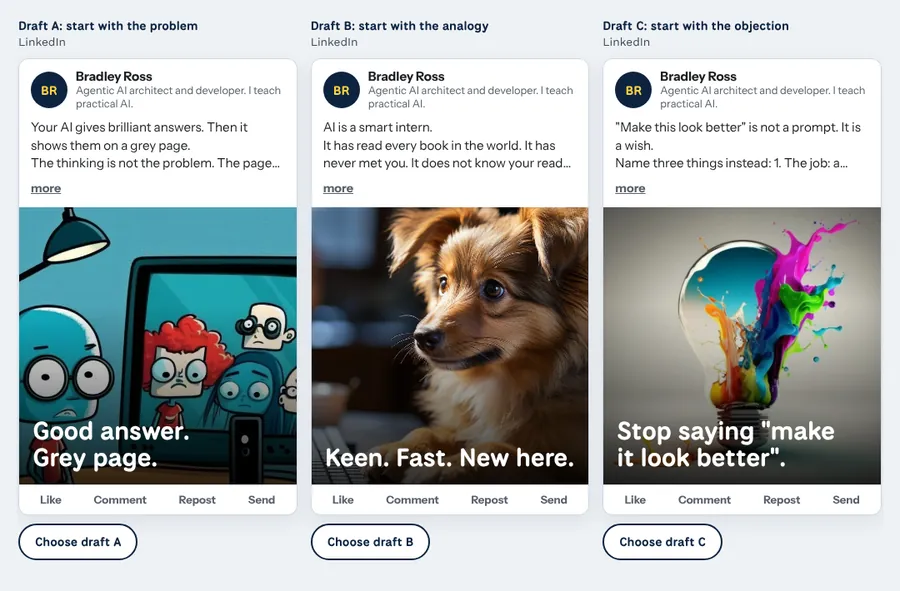 Draft A: start with the problem
LinkedIn
BR
Bradley Ross
Agentic AI architect and developer. I teach
practical AI.
Your AI gives brilliant answers. Then it
shows them on a grey page.
The thinking is not the problem. The page...
more
Good answer.
Grey page.
Like Comment Repost Send
Choose draft A
Draft B: start with the analogy
LinkedIn
BR
Bradley Ross
Agentic AI architect and developer. I teach
practical AI.
AI is a smart intern.
It has read every book in the world. It has
never met you. It does not know your read...
more
Keen. Fast. New here.
Like Comment Repost Send
Choose draft B
Draft C: start with the objection
LinkedIn
BR
Bradley Ross
Agentic AI architect and developer. I teach
practical AI.
"Make this look better" is not a prompt. It is
a wish.
Name three things instead: 1. The job: a...
more
Stop saying "make
it look better".
Like Comment Repost Send
Choose draft C